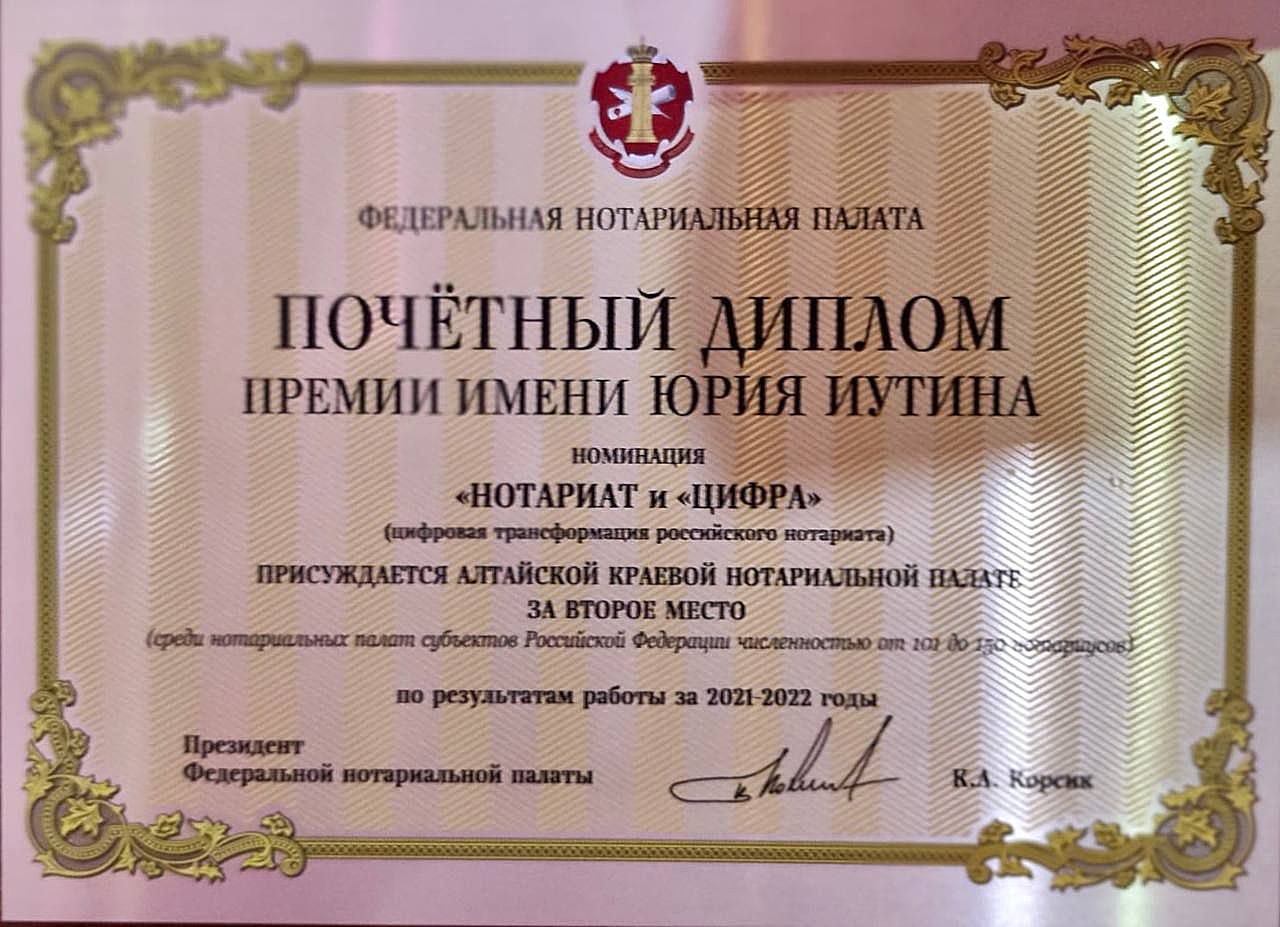 ФЕДЕРАЛЬНАЯ НОТАРИАЛЬНАЯ ПАЛАТА
ПОЧЁТНЫЙ ДИПЛОМ
ПРЕМИИ ИМЕНИ ЮРИЯ ИУТИНА
НОМИНАЦИЯ
«НОТАРИАТ и «ЦИФРА»
(цифровая трансформация российского нотариата)
ПРИСУЖДАЕТСЯ АЛТАЙСКОЙ КРАЕВОЙ НОТАРИАЛЬНОЙ ПАЛАТЕ
ЗА ВТОРОЕ МЕСТО
(среди нотариальных палат субъектов Российской Федерации численностью от 101 до 150 нотариусов)
по результатам работы за 2021-2022 годы
Президент
Федеральной нотариальной палаты
К.А. Корсик